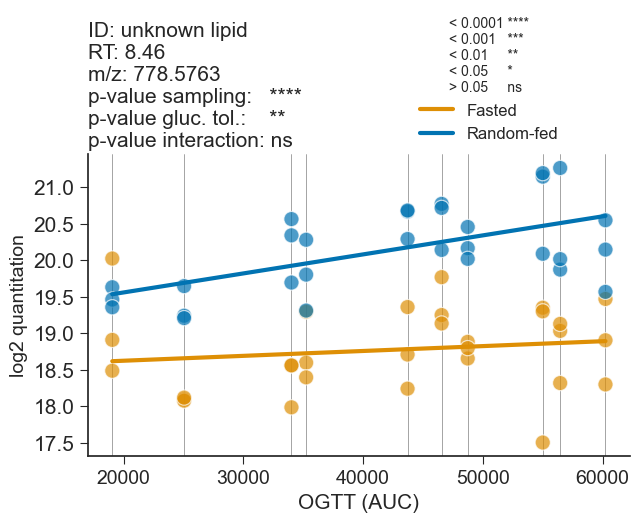 ID: unknown lipid
RT: 8.46
m/z: 778.5763
p-value sampling: ****
p-value gluc. tol.: **
p-value interaction: ns
< 0.0001 ****
< 0.001 ***
< 0.01 **
< 0.05 *
> 0.05 ns
Fasted
Random-fed
log2 quantitation
21.0
20.5
20.0
19.5
19.0
18.5
18.0
17.5
20000 30000 40000 50000 60000
OGTT (AUC)